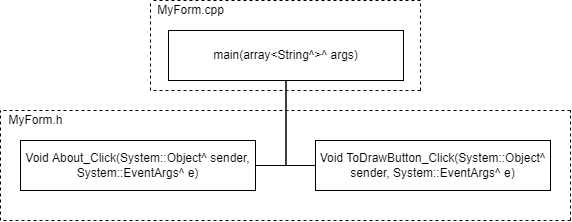 MyForm.cpp
main(array<String^>^ args)
MyForm.h
Void About_Click(System::Object^ sender,
System::EventArgs^ e)
Void ToDrawButton_Click(System::Object^
sender, System::EventArgs^ e)